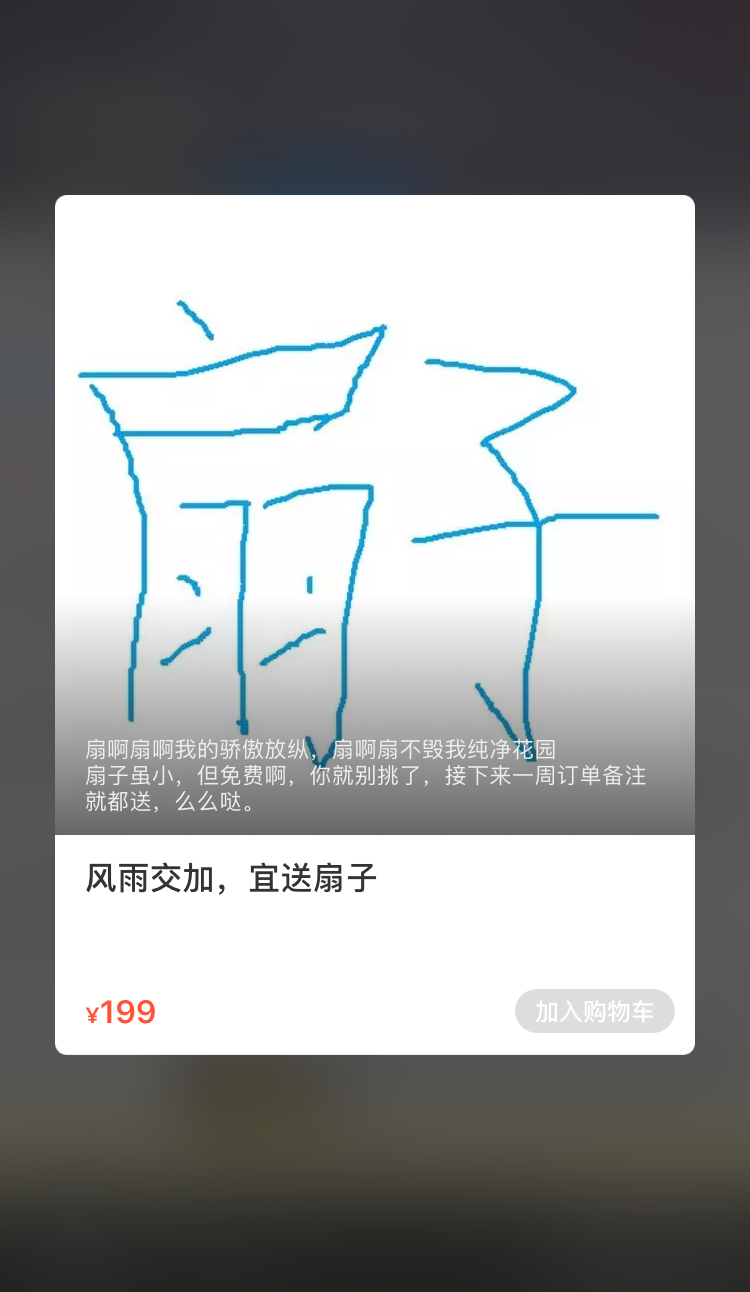 扇子
扇啊扇啊我的骄傲放纵，扇啊扇不毁我纯净花园
扇子虽小，但免费啊，你就别挑了，接下来一周订单备注
就都送，么么哒。
风雨交加，宜送扇子
¥199
加入购物车